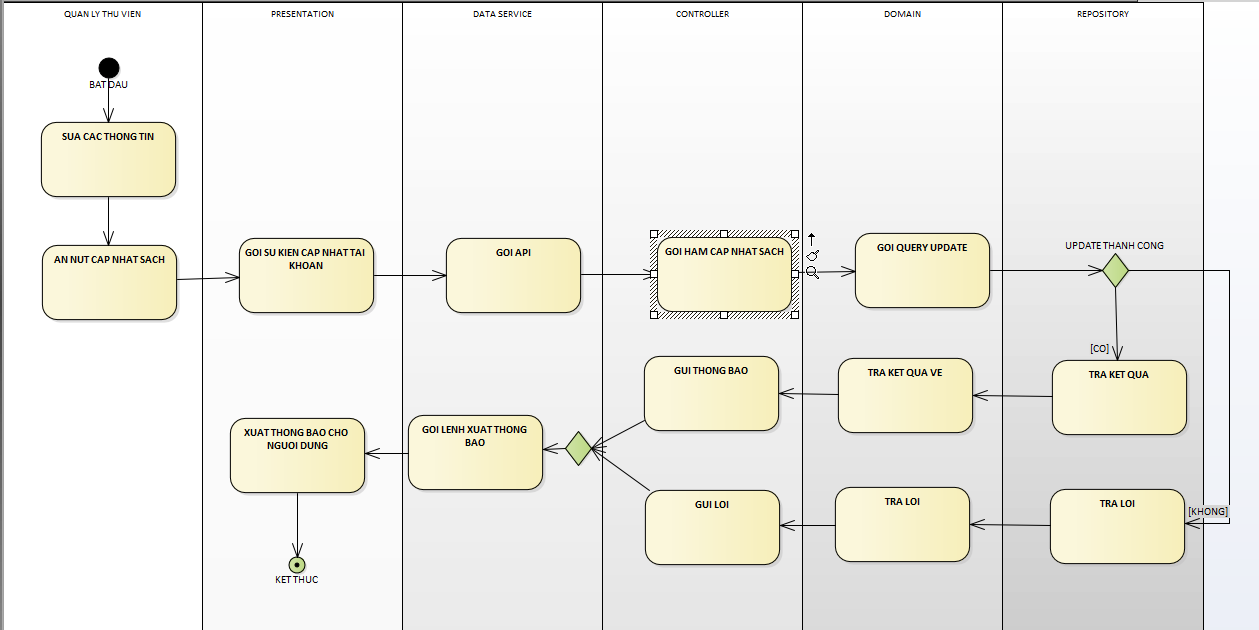 QUAN LY THU VIEN
PRESENTATION
DATA SERVICE
CONTROLLER
DOMAIN
REPOSITORY
BAT DAU
SUA CAC THONG TIN
AN NUT CAP NHAT SACH
GOI SU KIEN CAP NHAT TAI
KHOAN
GOI API
GOI HAM CAP NHAT SACH
GOI QUERY UPDATE
UPDATE THANH CONG
[CO]
TRA KET QUA
TRA KET QUA VE
GUI THONG BAO
[KHONG]
TRA LOI
TRA LOI
GUI LOI
GOI LENH XUAT THONG
BAO
XUAT THONG BAO CHO
NGUOI DUNG
KET THUC